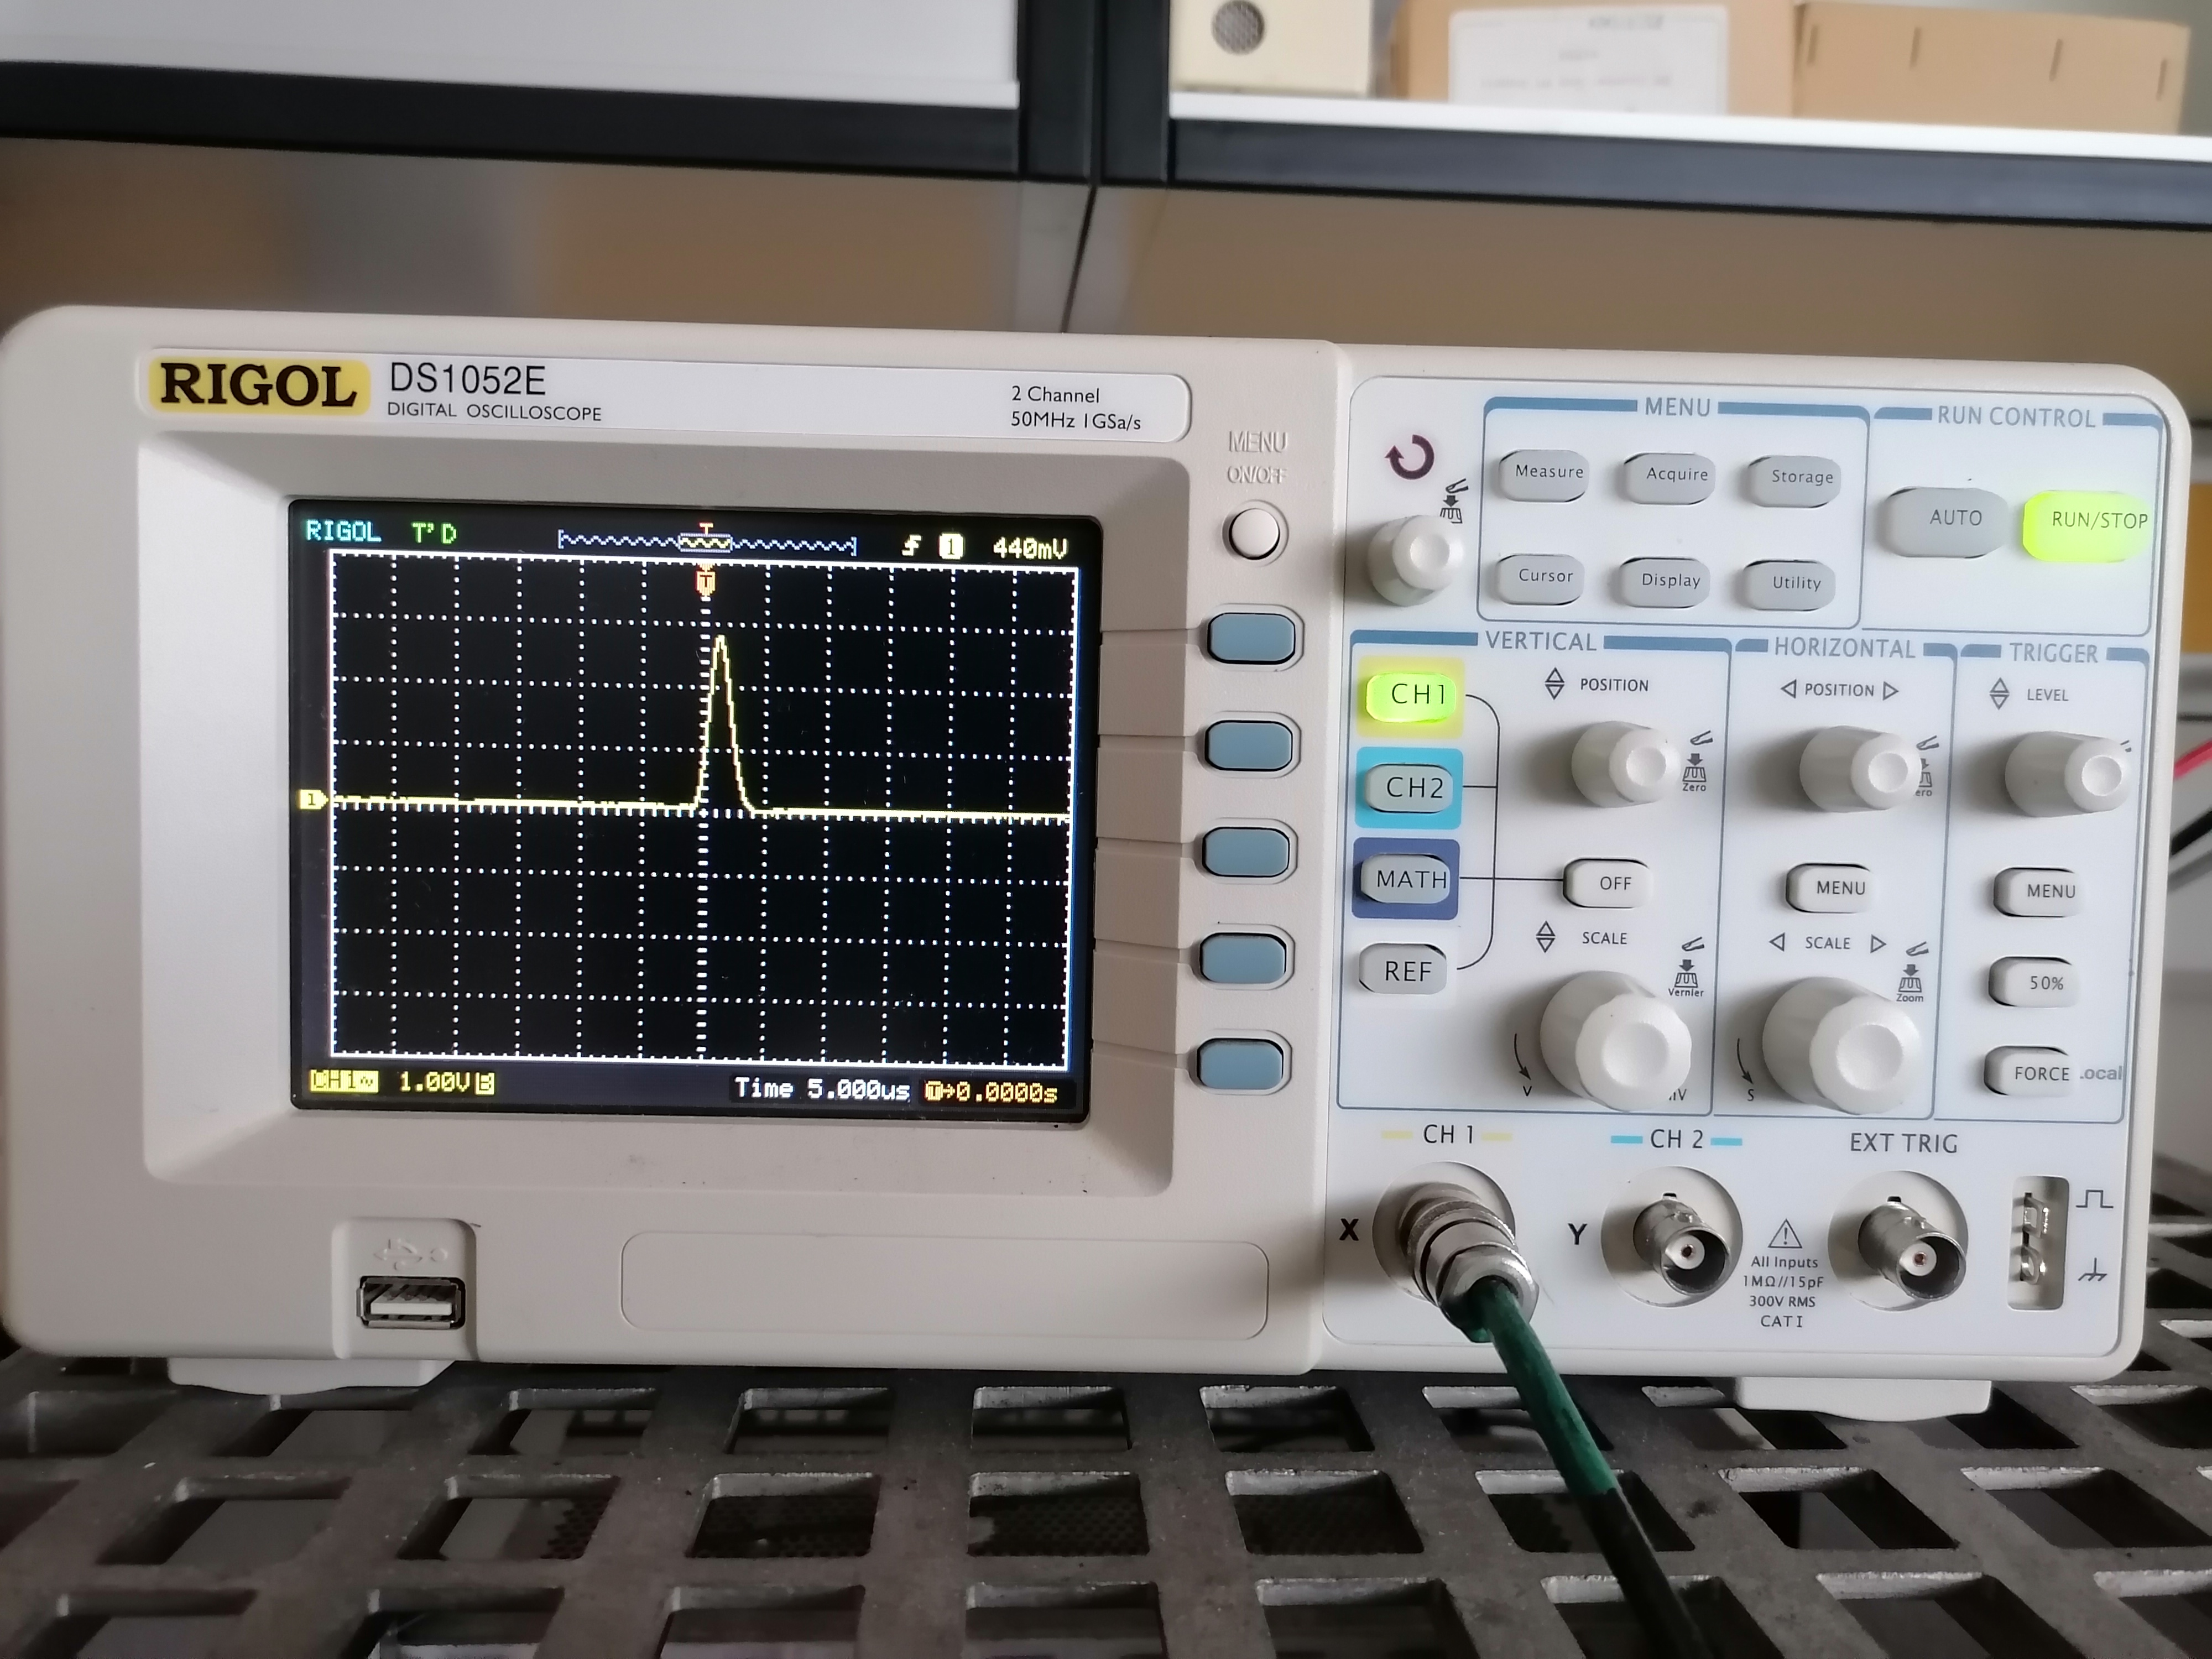 RIGOL DS1052E
DIGITAL OSCILLOSCOPE
2 Channel
50MHz 1GSa/s
MENU
ON/OFF
RIGOL T'D T 1 440mV
T
1
CH1 1.00V B Time 5.000us T→0.0000s
MENU
Measure Acquire Storage
Cursor Display Utility
RUN CONTROL
AUTO RUN/STOP
VERTICAL
POSITION
CH1
CH2
Zero
MATH
OFF
REF
SCALE
Vernier
V
HORIZONTAL
POSITION
MENU
SCALE
Zoom
S
TRIGGER
LEVEL
MENU
50%
FORCE
CH 1 CH 2 EXT TRIG
X Y
All Inputs
1MΩ//15pF
300V RMS
CAT I